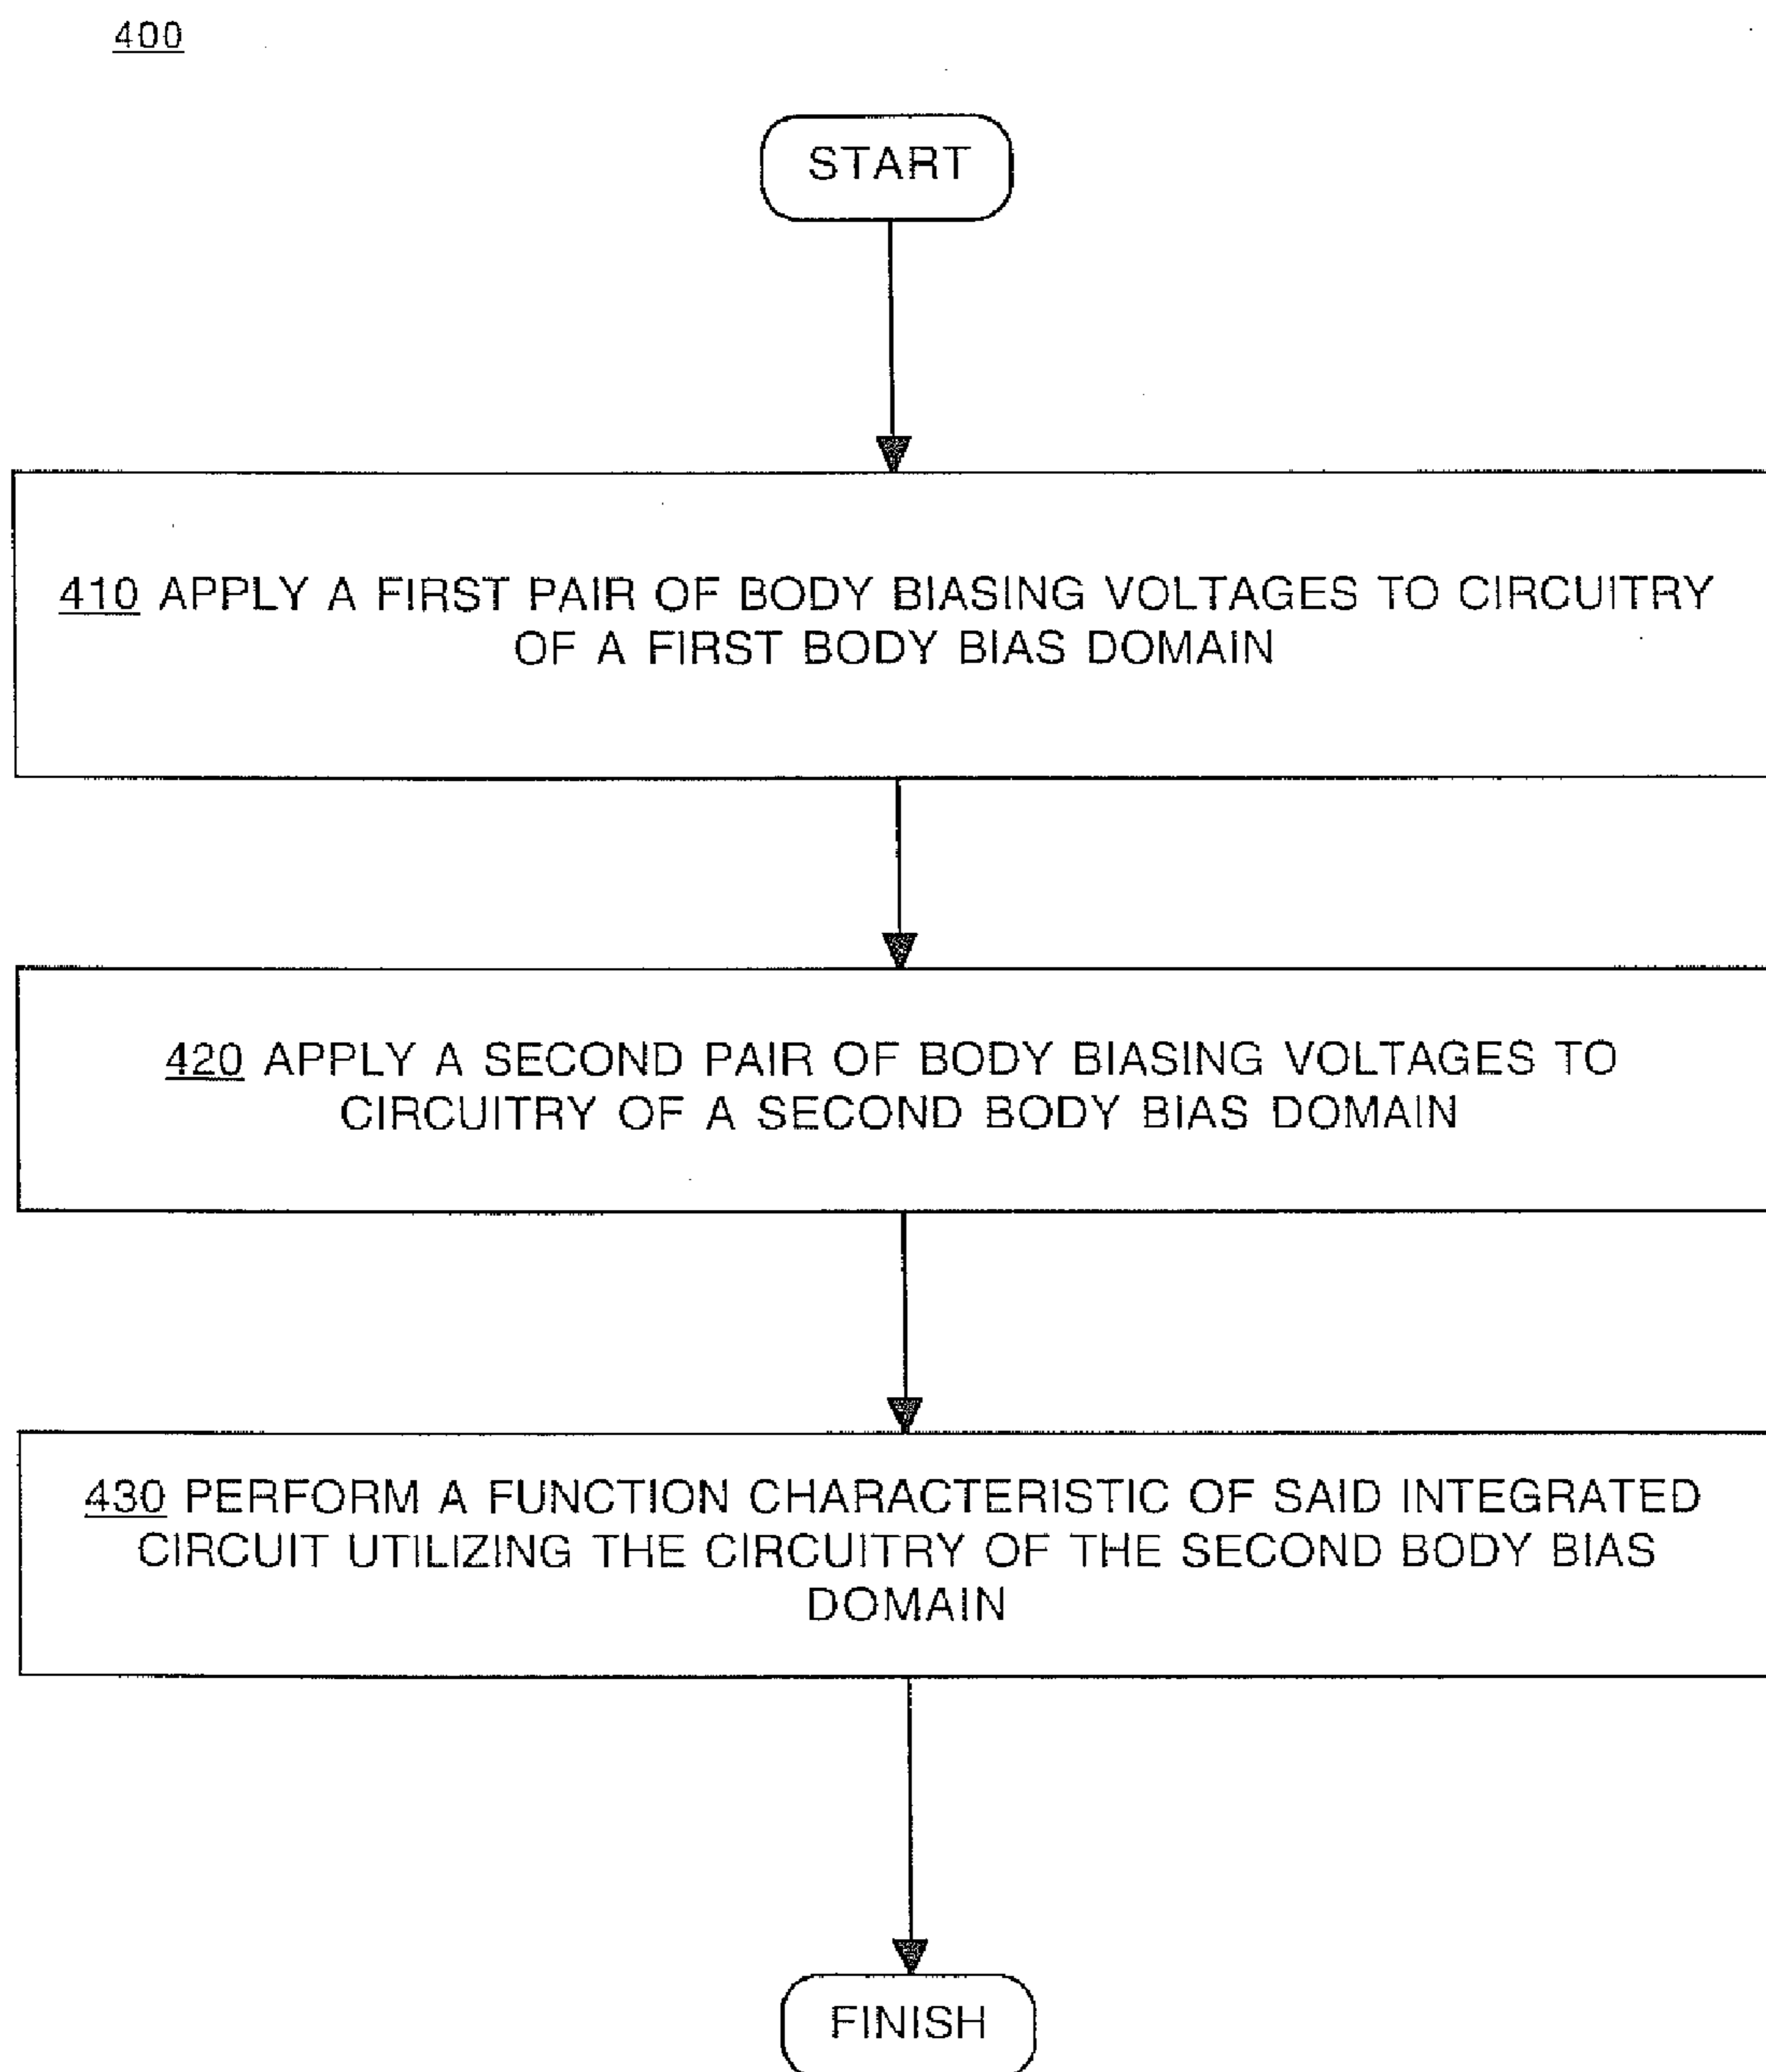 400
START
410 APPLY A FIRST PAIR OF BODY BIASING VOLTAGES TO CIRCUITRY
OF A FIRST BODY BIAS DOMAIN
420 APPLY A SECOND PAIR OF BODY BIASING VOLTAGES TO
CIRCUITRY OF A SECOND BODY BIAS DOMAIN
430 PERFORM A FUNCTION CHARACTERISTIC OF SAID INTEGRATED
CIRCUIT UTILIZING THE CIRCUITRY OF THE SECOND BODY BIAS
DOMAIN
FINISH